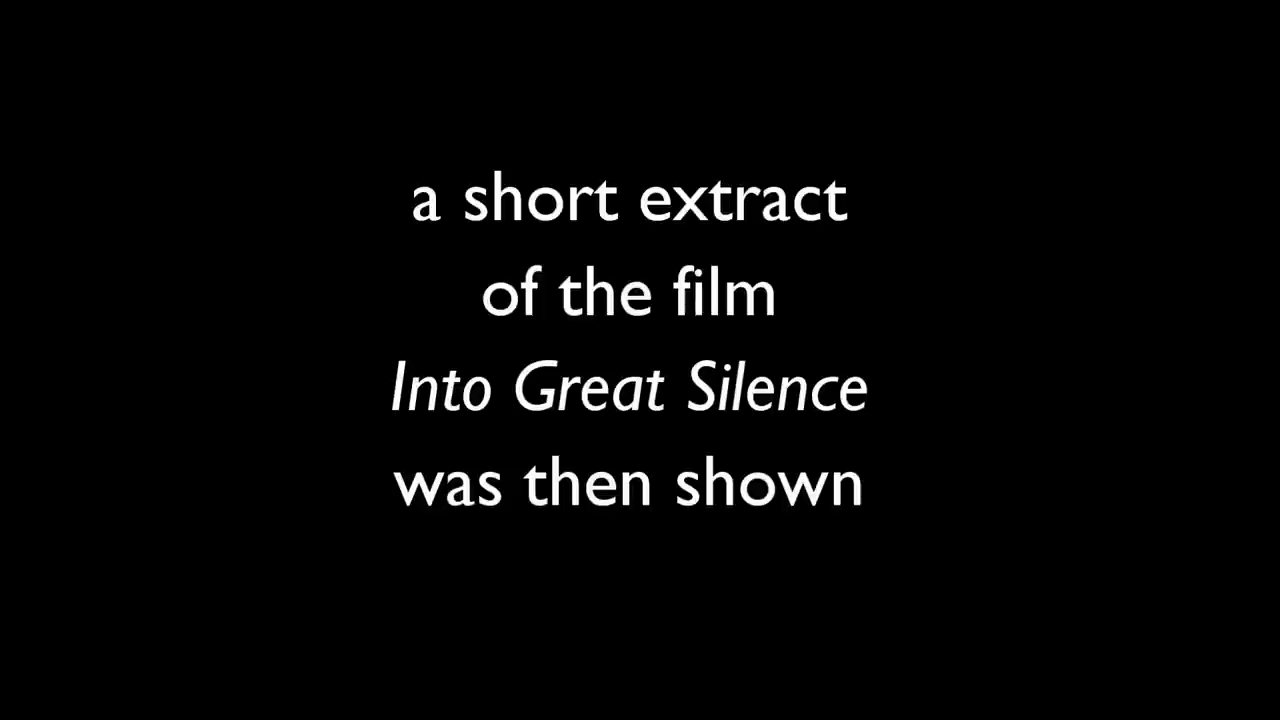 a short extract
of the film
Into Great Silence
was then shown